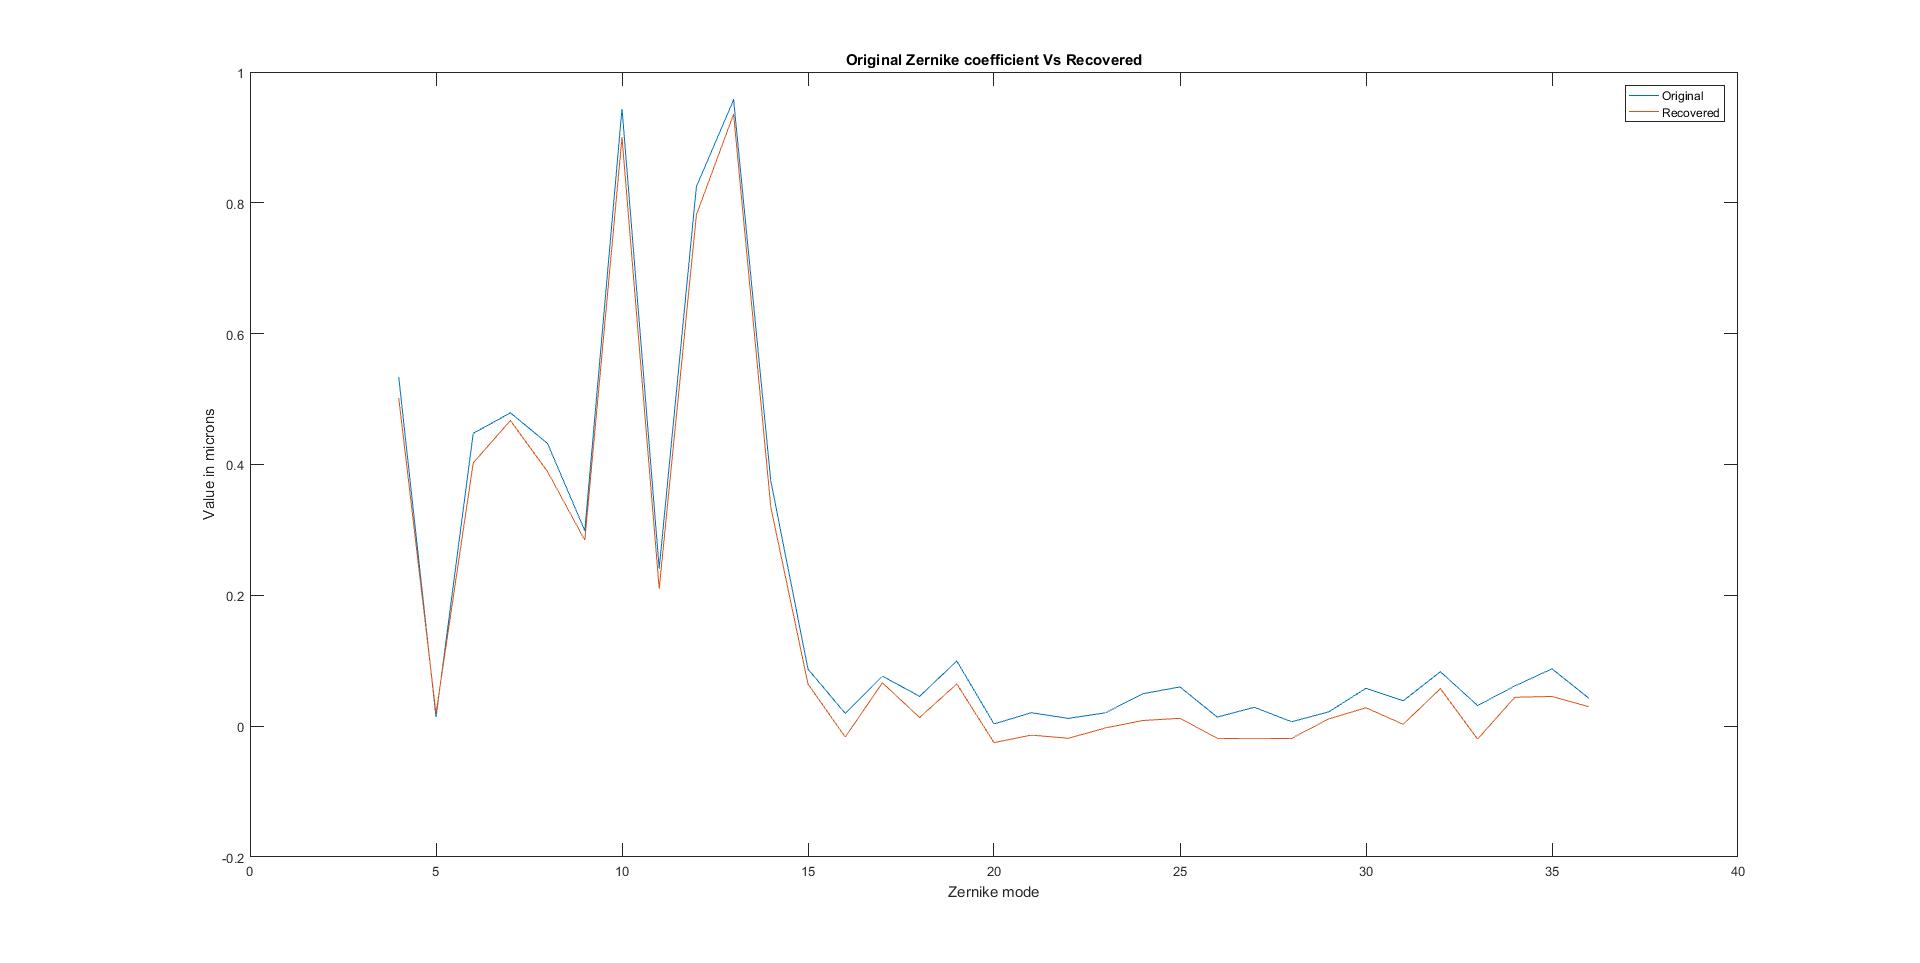 Original Zernike coefficient Vs Recovered
Original
Recovered
1
0.8
0.6
0.4
0.2
0
-0.2
Value in microns
0 5 10 15 20 25 30 35 40
Zernike mode